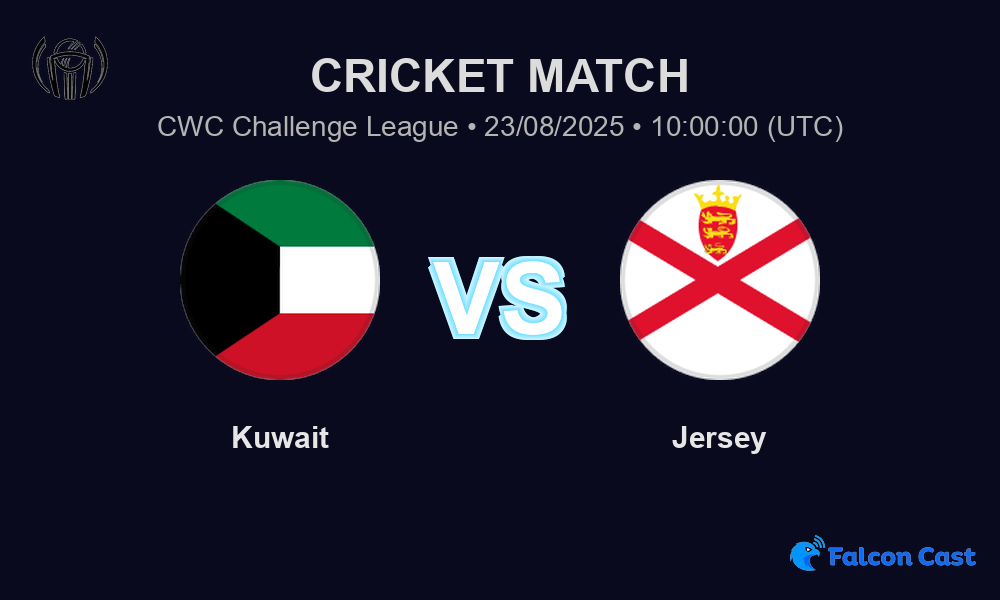 CRICKET MATCH
CWC Challenge League • 23/08/2025 • 10:00:00 (UTC)
VS
Kuwait
Jersey
Falcon Cast